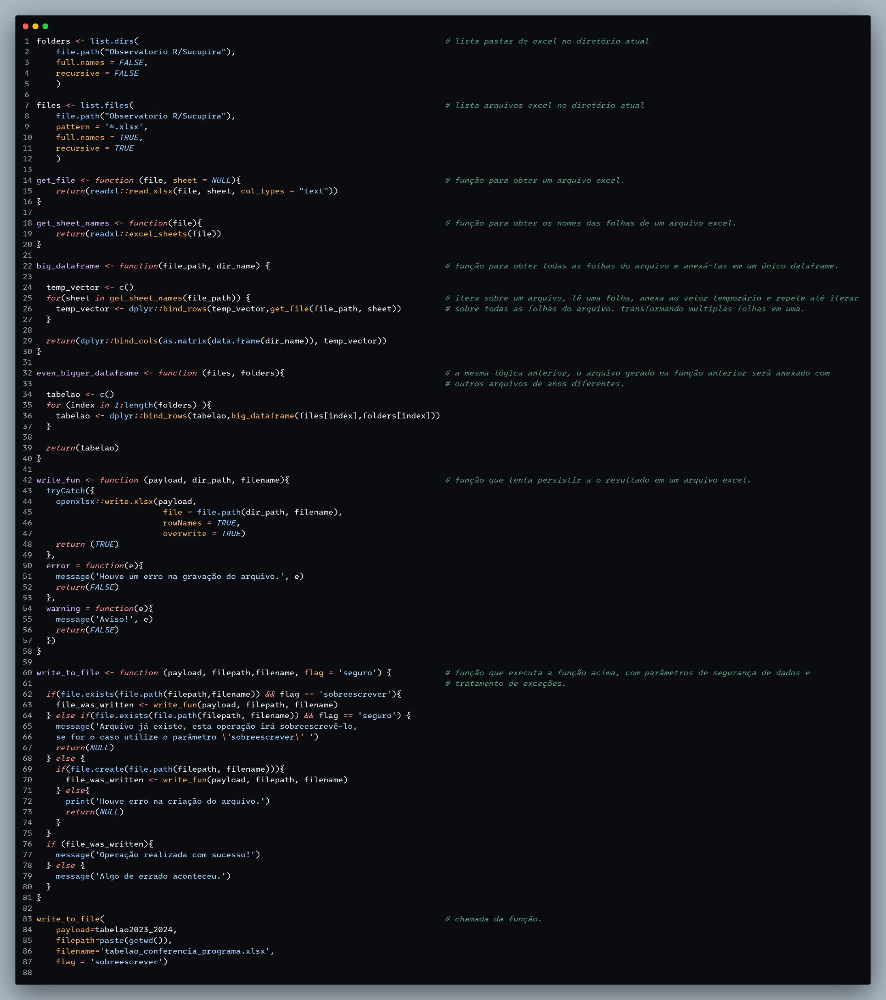 1 folders <- list.dirs( # lista pastas de excel no diretório atual
2 file.path("Observatorio R/Sucupira"),
3 full.names = FALSE,
4 recursive = FALSE
5 )
6
7 files <- list.files( # lista arquivos excel no diretório atual
8 file.path("Observatorio R/Sucupira"),
9 pattern = '*.xlsx',
10 full.names = TRUE,
11 recursive = TRUE
12 )
13
14 get_file <- function (file, sheet = NULL){ # função para obter um arquivo excel.
15 return(readxl::read_xlsx(file, sheet, col_types = "text"))
16 }
17
18 get_sheet_names <- function(file){ # função para obter os nomes das folhas de um arquivo excel.
19 return(readxl::excel_sheets(file))
20 }
21
22 big_dataframe <- function(file_path, dir_name) { # função para obter todas as folhas do arquivo e anexá-las em um único dataframe.
23
24 temp_vector <- c()
25 for(sheet in get_sheet_names(file_path)) { # itera sobre um arquivo, lê uma folha, anexa ao vetor temporário e repete até iterar
26 temp_vector <- dplyr::bind_rows(temp_vector,get_file(file_path, sheet)) # sobre todas as folhas do arquivo. transformando multiplas folhas em uma.
27 }
28
29 return(dplyr::bind_cols(as.matrix(data.frame(dir_name)), temp_vector))
30 }
31
32 even_bigger_dataframe <- function (files, folders){ # a mesma lógica anterior, o arquivo gerado na função anterior será anexado com
33 # outros arquivos de anos diferentes.
34 tabelao <- c()
35 for (index in 1:length(folders) ){
36 tabelao <- dplyr::bind_rows(tabelao,big_dataframe(files[index],folders[index]))
37 }
38
39 return(tabelao)
40 }
41
42 write_fun <- function (payload, dir_path, filename){ # função que tenta persistir a o resultado em um arquivo excel.
43 tryCatch({
44 openxlsx::write.xlsx(payload,
45 file = file.path(dir_path, filename),
46 rowNames = TRUE,
47 overwrite = TRUE)
48 return (TRUE)
49 },
50 error = function(e){
51 message('Houve um erro na gravação do arquivo.', e)
52 return(FALSE)
53 },
54 warning = function(e){
55 message('Aviso!', e)
56 return(FALSE)
57 })
58 }
59
60 write_to_file <- function (payload, filepath,filename, flag = 'seguro') { # função que executa a função acima, com parâmetros de segurança de dados e
61 # tratamento de exceções.
62 if(file.exists(file.path(filepath,filename)) && flag == 'sobreescrever'){
63 file_was_written <- write_fun(payload, filepath, filename)
64 } else if(file.exists(file.path(filepath, filename)) && flag == 'seguro') {
65 message('Arquivo já existe, esta operação irá sobreescrevê-lo,
66 se for o caso utilize o parâmetro \'sobreescrever\' ')
67 return(NULL)
68 } else {
69 if(file.create(file.path(filepath, filename))){
70 file_was_written <- write_fun(payload, filepath, filename)
71 } else{
72 print('Houve erro na criação do arquivo.')
73 return(NULL)
74 }
75 }
76 if (file_was_written){
77 message('Operação realizada com sucesso!')
78 } else {
79 message('Algo de errado aconteceu.')
80 }
81 }
82
83 write_to_file( # chamada da função.
84 payload=tabelao2023_2024,
85 filepath=paste(getwd()),
86 filename='tabelao_conferencia_programa.xlsx',
87 flag = 'sobreescrever')
88